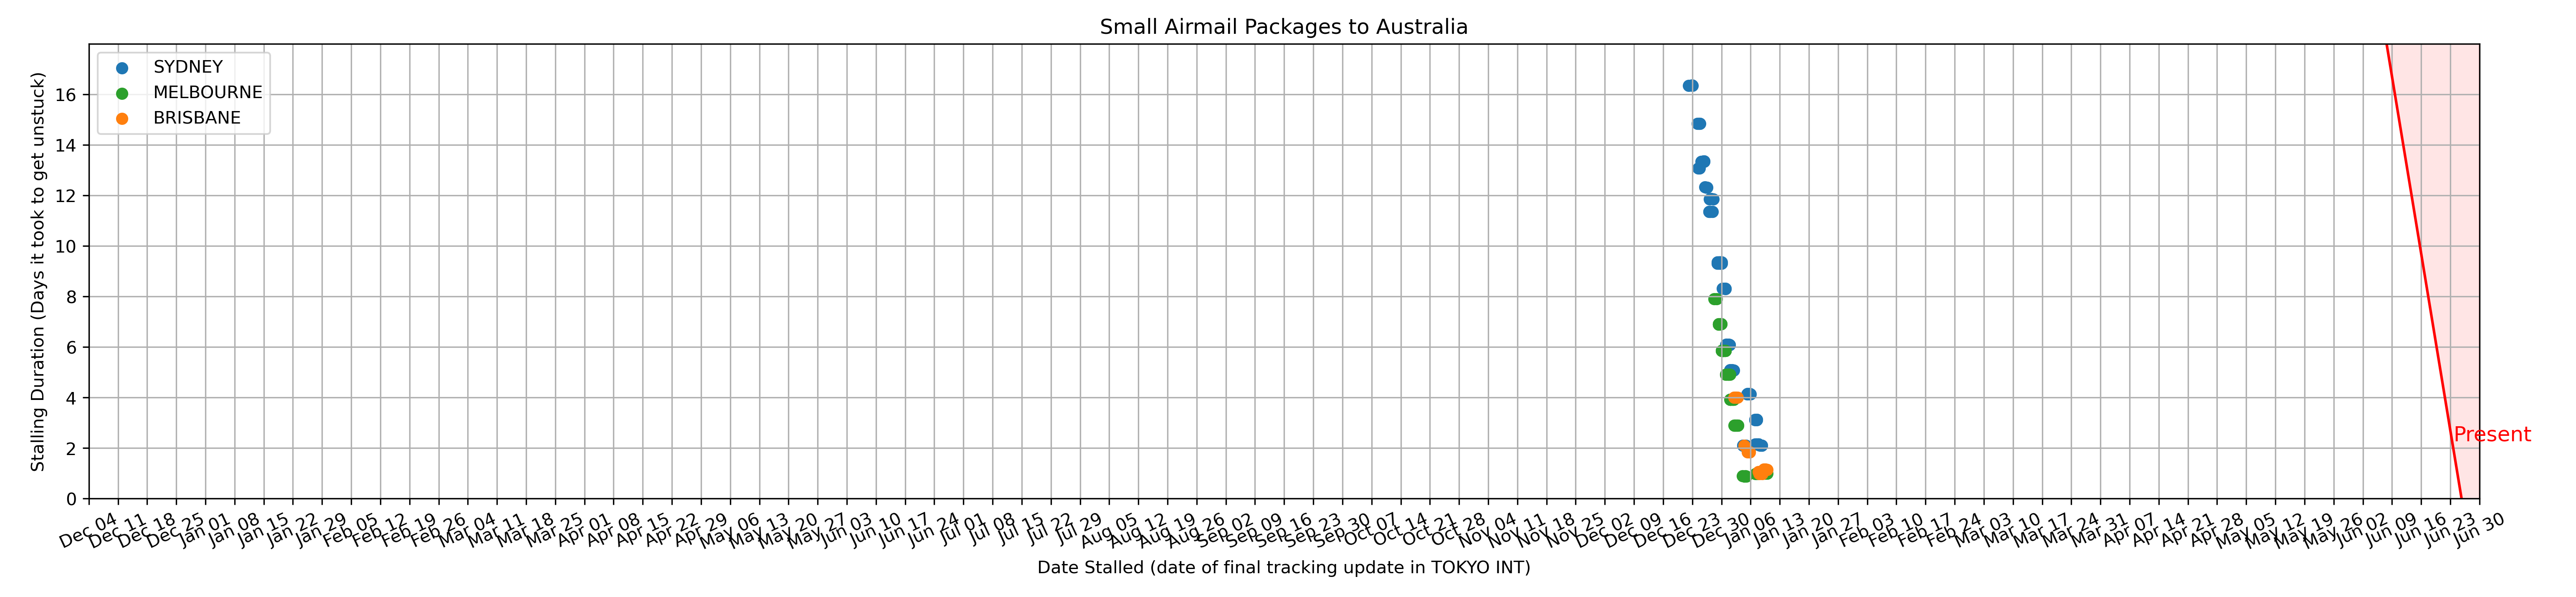 Small Airmail Packages to Australia
SYDNEY
MELBOURNE
BRISBANE
Stalling Duration (Days it took to get unstuck)
16
14
12
10
8
6
4
2
0
Present
Dec 04
Dec 11
Dec 18
Dec 25
Jan 01
Jan 08
Jan 15
Jan 22
Jan 29
Feb 05
Feb 12
Feb 19
Feb 26
Mar 04
Mar 11
Mar 18
Mar 25
Apr 01
Apr 08
Apr 15
Apr 22
Apr 29
May 06
May 13
May 20
May 27
Jun 03
Jun 10
Jun 17
Jun 24
Jul 01
Jul 08
Jul 15
Jul 22
Jul 29
Aug 05
Aug 12
Aug 19
Aug 26
Sep 02
Sep 09
Sep 16
Sep 23
Sep 30
Oct 07
Oct 14
Oct 21
Oct 28
Nov 04
Nov 11
Nov 18
Nov 25
Dec 02
Dec 09
Dec 16
Dec 23
Dec 30
Jan 06
Jan 13
Jan 20
Jan 27
Feb 03
Feb 10
Feb 17
Feb 24
Mar 03
Mar 10
Mar 17
Mar 24
Mar 31
Apr 07
Apr 14
Apr 21
Apr 28
May 05
May 12
May 19
May 26
Jun 02
Jun 09
Jun 16
Jun 23
Jun 30
Date Stalled (date of final tracking update in TOKYO INT)